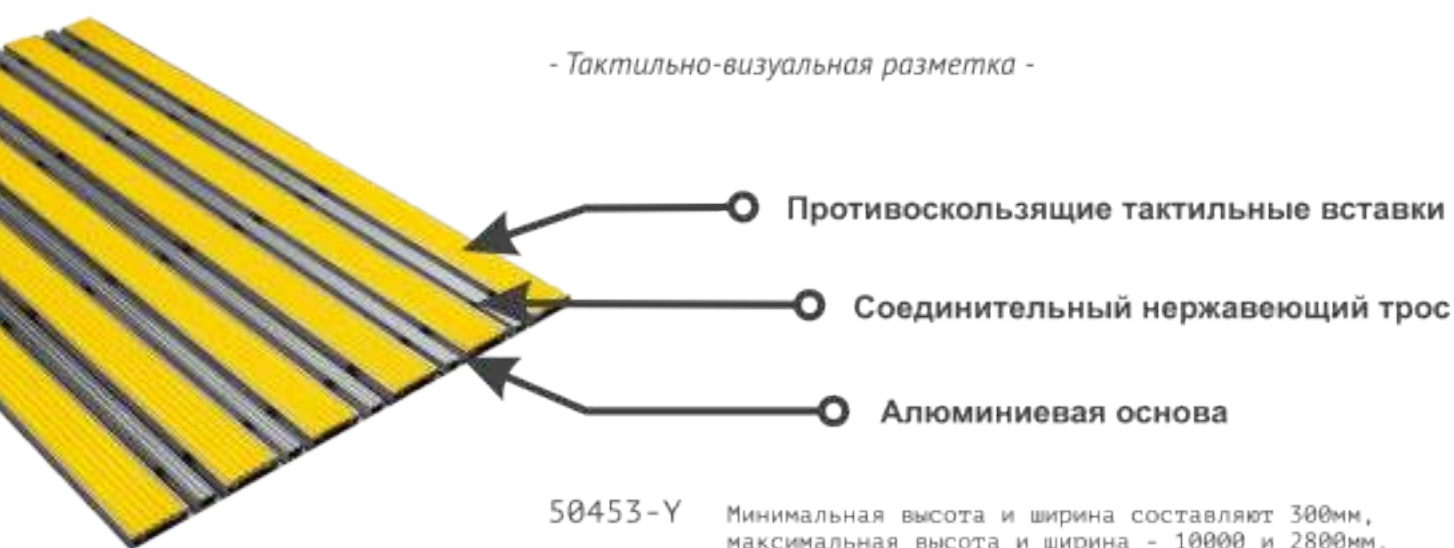 - Тактильно-визуальная разметка -
Противоскользящие тактильные вставки
Соединительный нержавеющий трос
Алюминиевая основа
50453-Y Минимальная высота и ширина составляют 300мм,
максимальная высота и ширина - 10000 и 2800мм.